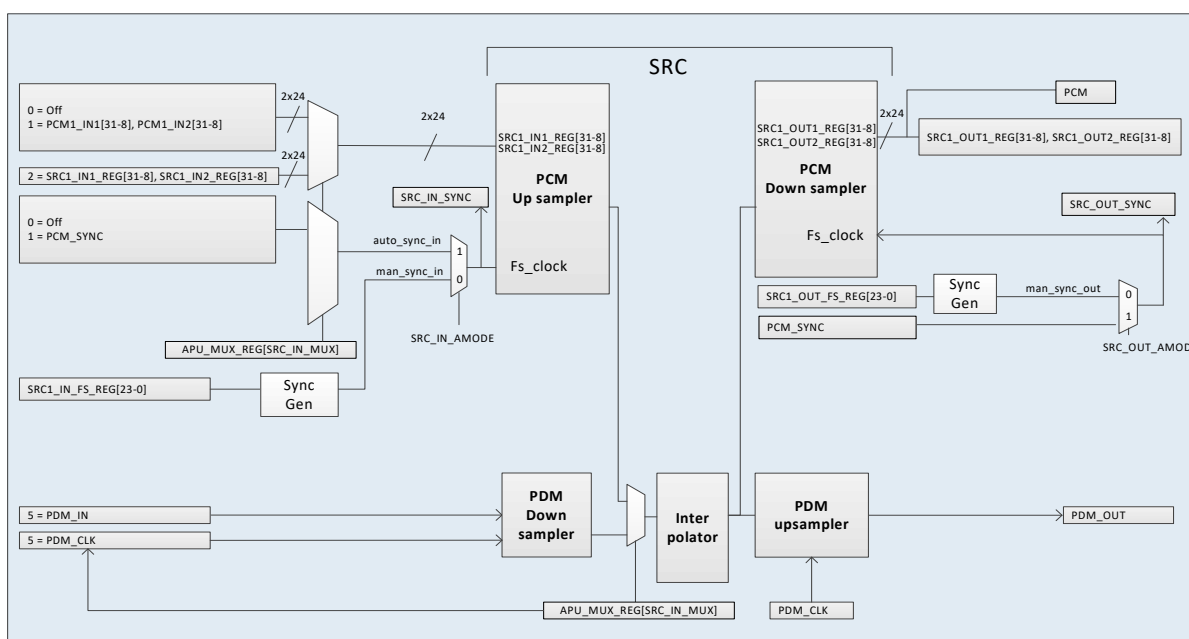 SRC
2x24
0 = Off
1 = PCM1_IN1[31-8], PCM1_IN2[31-8]
2x24
2 = SRC1_IN1_REG[31-8], SRC1_IN2_REG[31-8]
2x24
SRC1_IN1_REG[31-8]
SRC1_IN2_REG[31-8]
PCM
Up sampler
Fs_clock
SRC_IN_SYNC
0 = Off
1 = PCM_SYNC
auto_sync_in
1
man_sync_in
0
SRC_IN_AMODE
APU_MUX_REG[SRC_IN_MUX]
SRC1_IN_FS_REG[23-0]
Sync
Gen
SRC1_OUT1_REG[31-8]
SRC1_OUT2_REG[31-8]
PCM
Down sampler
Fs_clock
2x24
PCM
SRC1_OUT1_REG[31-8], SRC1_OUT2_REG[31-8]
SRC_OUT_SYNC
SRC1_OUT_FS_REG[23-0]
Sync
Gen
man_sync_out
0
1
PCM_SYNC
SRC_OUT_AMOD
5 = PDM_IN
5 = PDM_CLK
PDM
Down
sampler
Inter
polator
PDM
upsampler
PDM_OUT
APU_MUX_REG[SRC_IN_MUX]
PDM_CLK